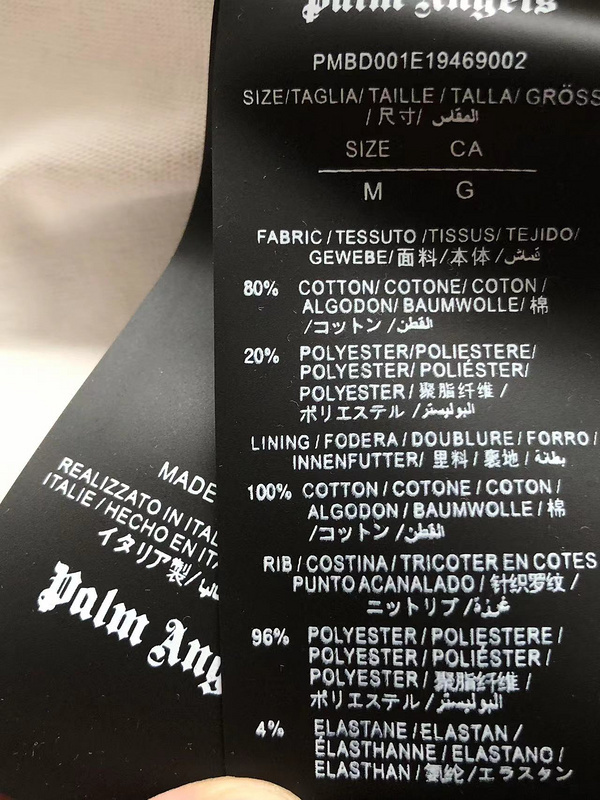 Palm Angels
PMBD001E19469002
SIZE/TAGLIA/TAILLE/TALLA/GRÖSS
/尺寸/ المقاس
SIZE CA
M G
FABRIC/TESSUTO/TISSUS/TEJIDO/
GEWEBE/面料/本体/قماش
80% COTTON/COTONE/COTON/
ALGODON/BAUMWOLLE/棉
/コットン/القطن
20% POLYESTER/POLIESTERE/
POLYESTER/POLIÉSTER/
POLYESTER/聚脂纤维/
ポリエステル/البوليستر
LINING/FODERA/DOUBLURE/FORRO/
INNENFUTTER/里料/裏地/بطانة
100% COTTON/COTONE/COTON/
ALGODON/BAUMWOLLE/棉
/コットン/القطن
RIB/COSTINA/TRICOTER EN COTES
PUNTO ACANALADO/针织罗纹/
ニットリブ/غرزة
96% POLYESTER/POLIESTERE/
POLYESTER/POLIÉSTER/
POLYESTER/聚脂纤维/
ポリエステル/البوليستر
4% ELASTANE/ELASTAN/
ÉLASTHANNE/ELASTANO/
ELASTHAN/氨纶/エラスタン
MADE
REALIZZATO IN ITAL
ITALIE/HECHO EN ITA
イタリア製/
Palm Ang